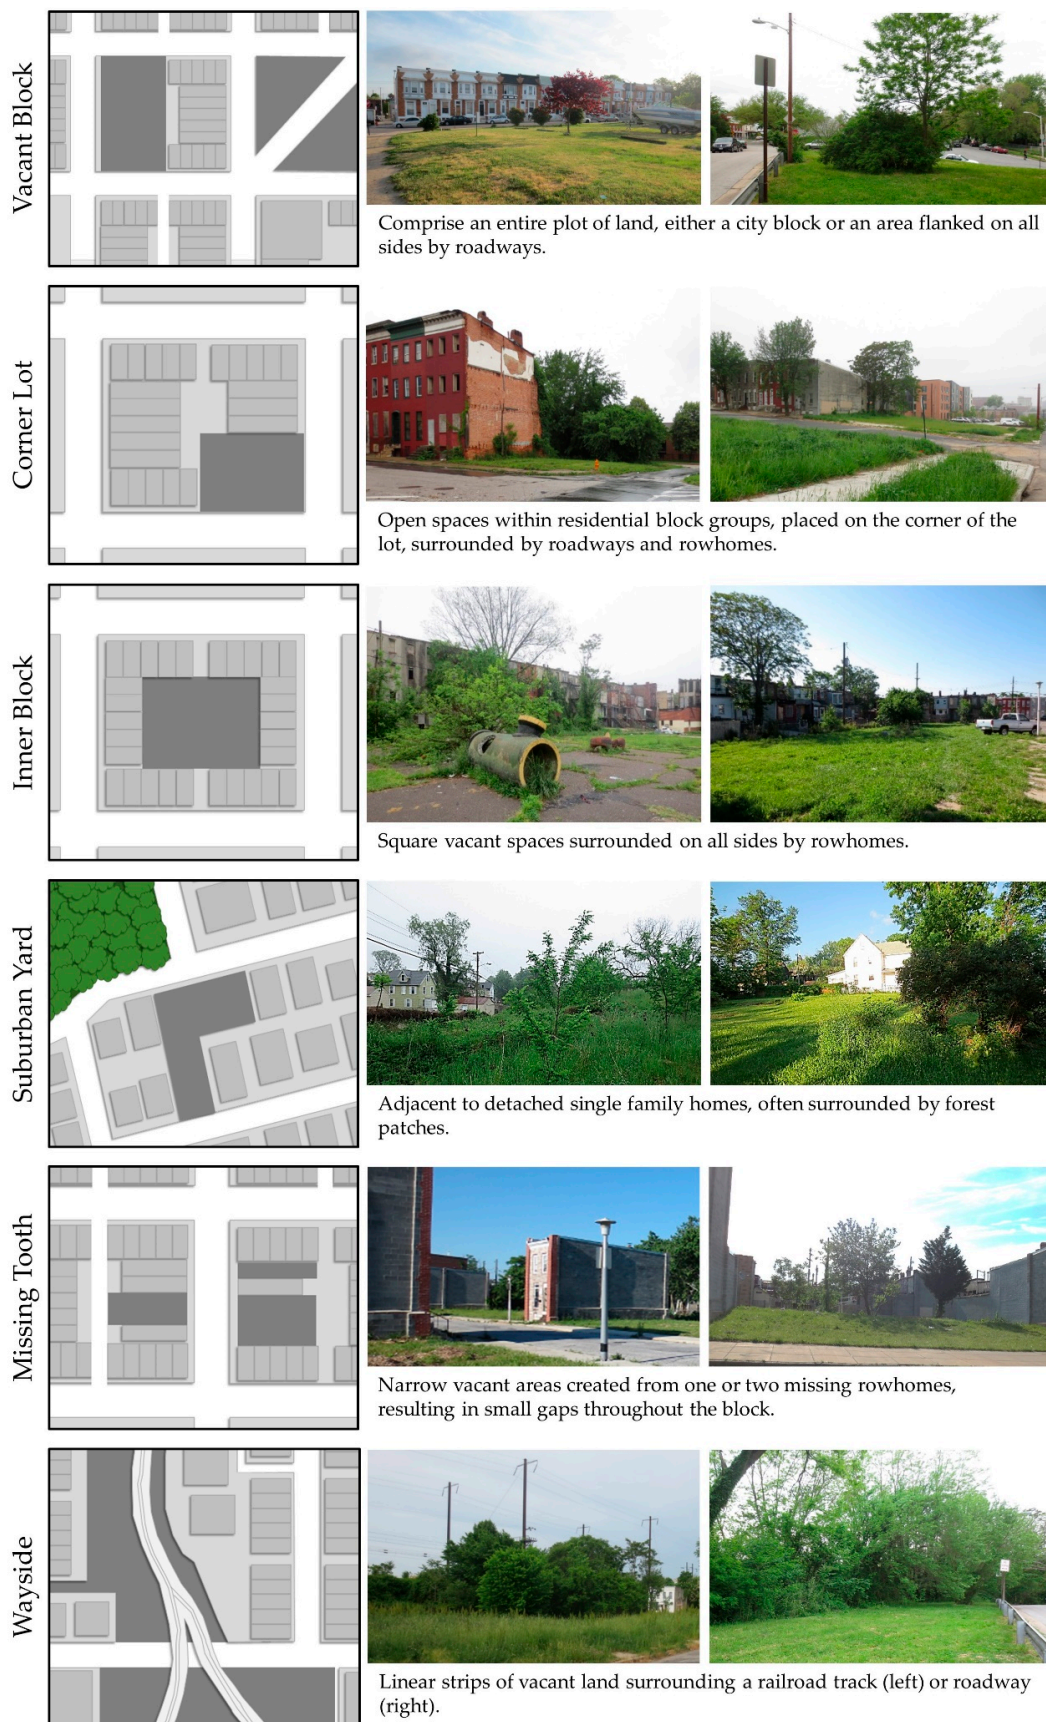 Vacant Block
Comprise an entire plot of land, either a city block or an area flanked on all
sides by roadways.
Corner Lot
Open spaces within residential block groups, placed on the corner of the
lot, surrounded by roadways and rowhomes.
Inner Block
Square vacant spaces surrounded on all sides by rowhomes.
Suburban Yard
Adjacent to detached single family homes, often surrounded by forest
patches.
Missing Tooth
Narrow vacant areas created from one or two missing rowhomes,
resulting in small gaps throughout the block.
Wayside
Linear strips of vacant land surrounding a railroad track (left) or roadway
(right).